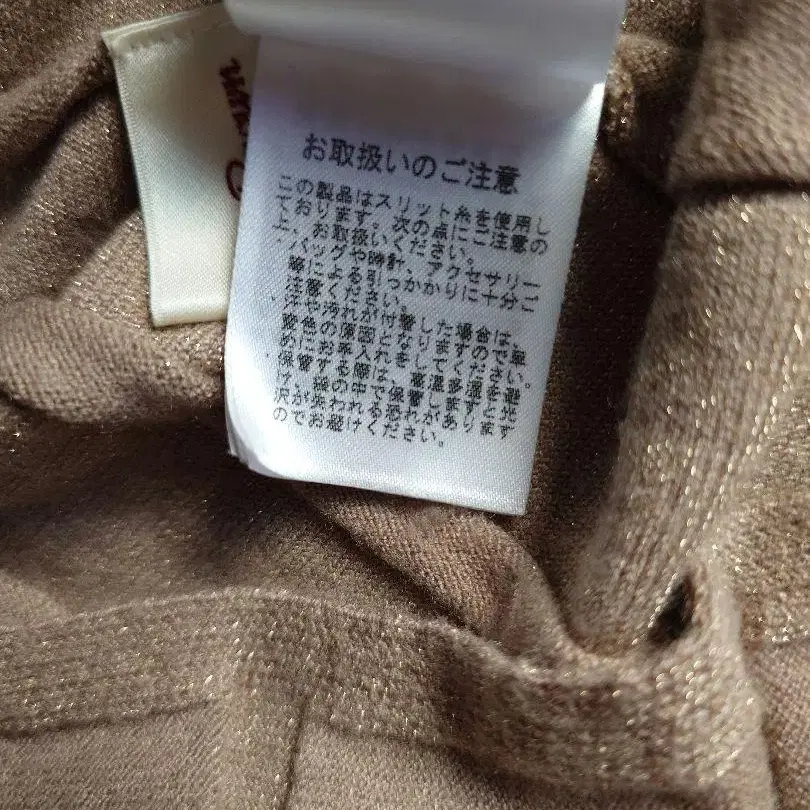 お取扱いのご注意
この製品はスリット糸を使用し
ております。次の点にご注意の
上、お取扱いください。
・バッグや時計、アクセサリー
等による引っかかりに十分ご
注意ください。
・汗や汚れが付着した場合は、
変色の原因となりますので早
めにお手入れをしてください。
・保管する際は、高温多湿を避
け、袋の中で保管しますと光
沢が失われる恐れがあります
のでお避けください。